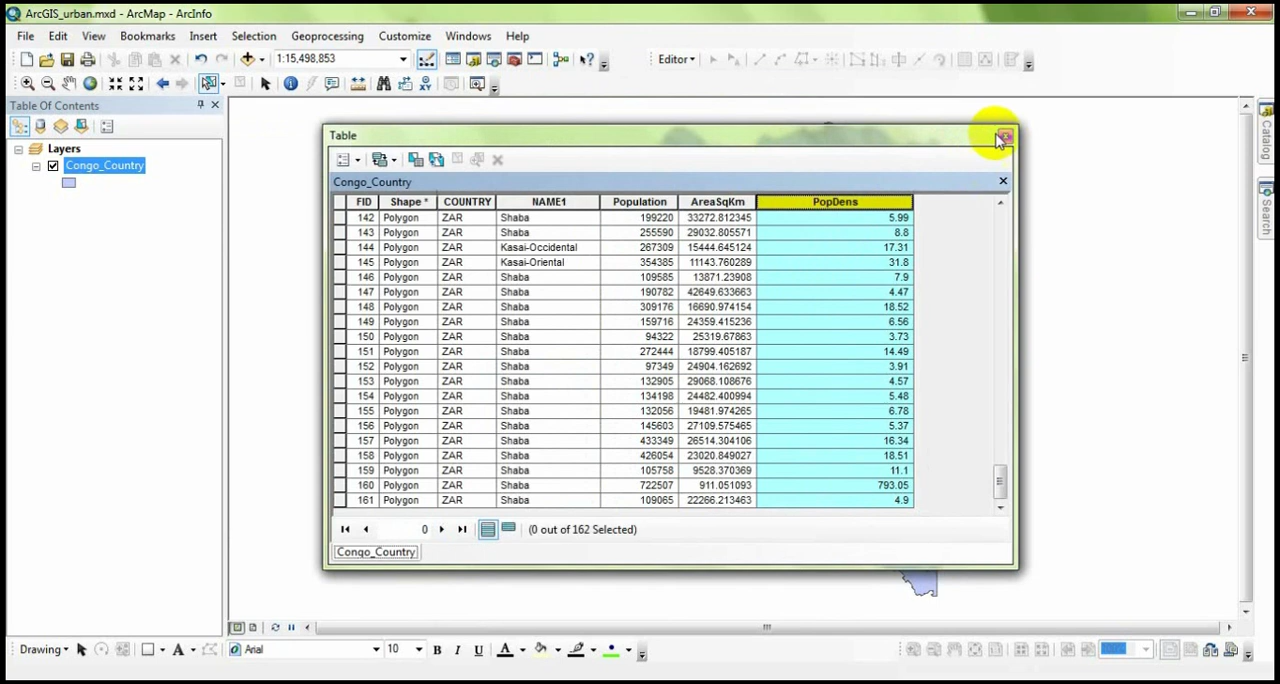 ArcGIS_urban.mxd - ArcMap - ArcInfo
File Edit View Bookmarks Insert Selection Geoprocessing Customize Windows Help
1:15,498,853 Editor
Table Of Contents
Layers
Congo_Country
Table
Congo_Country
FID Shape * COUNTRY NAME1 Population AreaSqKm PopDens
142 Polygon ZAR Shaba 199220 33272.812345 5.99
143 Polygon ZAR Shaba 255590 29032.805571 8.8
144 Polygon ZAR Kasai-Occidental 267309 15444.645124 17.31
145 Polygon ZAR Kasai-Oriental 354385 11143.760289 31.8
146 Polygon ZAR Shaba 109585 13871.23908 7.9
147 Polygon ZAR Shaba 190782 42649.633663 4.47
148 Polygon ZAR Shaba 309176 16690.974154 18.52
149 Polygon ZAR Shaba 159716 24359.415236 6.56
150 Polygon ZAR Shaba 94322 25319.67863 3.73
151 Polygon ZAR Shaba 272444 18799.405187 14.49
152 Polygon ZAR Shaba 97349 24904.162692 3.91
153 Polygon ZAR Shaba 132905 29068.108676 4.57
154 Polygon ZAR Shaba 134198 24482.400994 5.48
155 Polygon ZAR Shaba 132056 19481.974265 6.78
156 Polygon ZAR Shaba 145603 27109.575465 5.37
157 Polygon ZAR Shaba 433349 26514.304106 16.34
158 Polygon ZAR Shaba 426054 23020.849027 18.51
159 Polygon ZAR Shaba 105758 9528.370369 11.1
160 Polygon ZAR Shaba 722507 911.051093 793.05
161 Polygon ZAR Shaba 109065 22266.213463 4.9
0 (0 out of 162 Selected)
Congo_Country
Catalog
Search
Drawing A Arial 10 B I U A